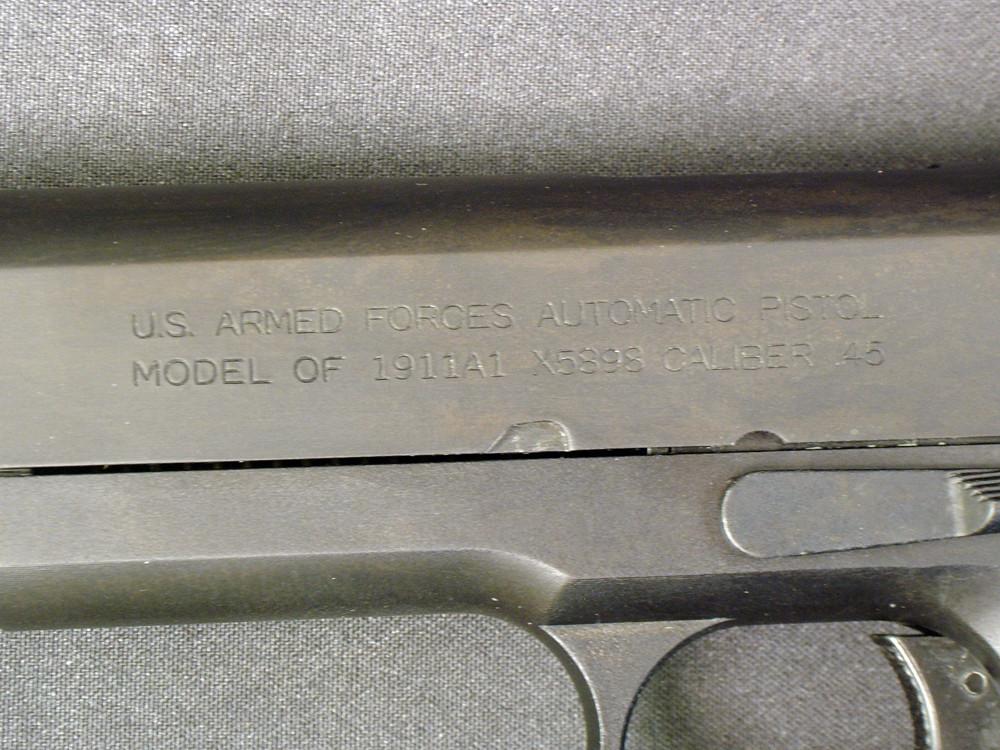 U.S. ARMED FORCES AUTOMATIC PISTOL
MODEL OF 1911A1 X5898 CALIBER .45